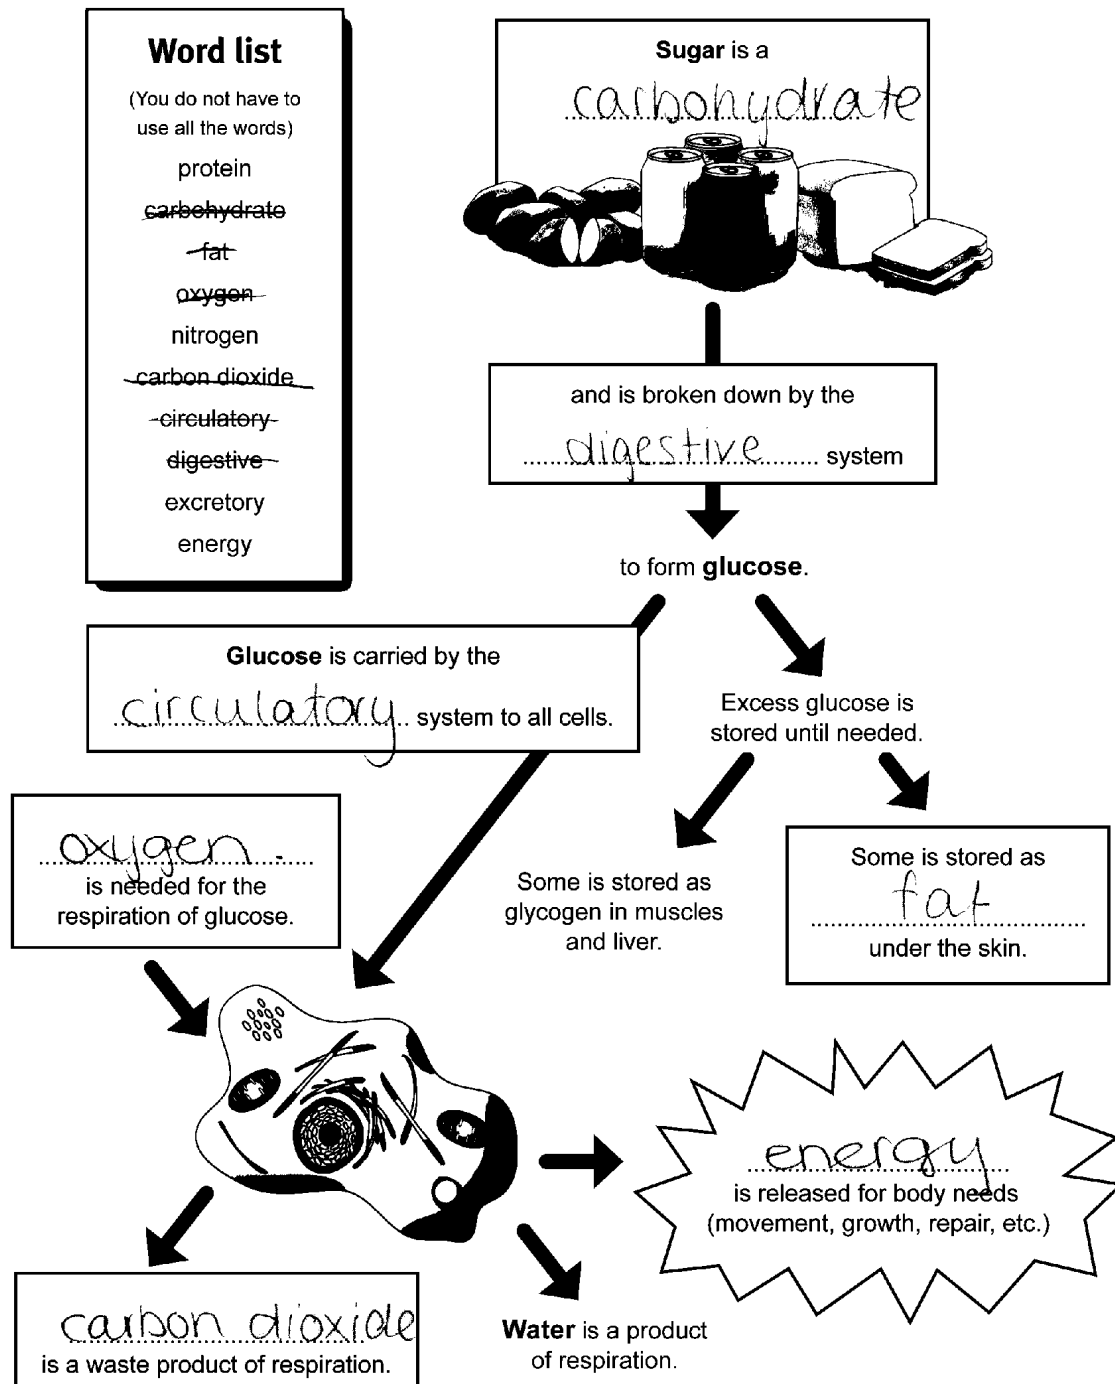 Word list
(You do not have to
use all the words)
protein
carbohydrate
fat
oxygen
nitrogen
carbon dioxide
circulatory
digestive
excretory
energy
Sugar is a
carbohydrate
and is broken down by the
digestive system
to form glucose.
Glucose is carried by the
circulatory system to all cells.
Excess glucose is
stored until needed.
oxygen.
is needed for the
respiration of glucose.
Some is stored as
glycogen in muscles
and liver.
Some is stored as
fat
under the skin.
energy
is released for body needs
(movement, growth, repair, etc.)
carbon dioxide
is a waste product of respiration.
Water is a product
of respiration.